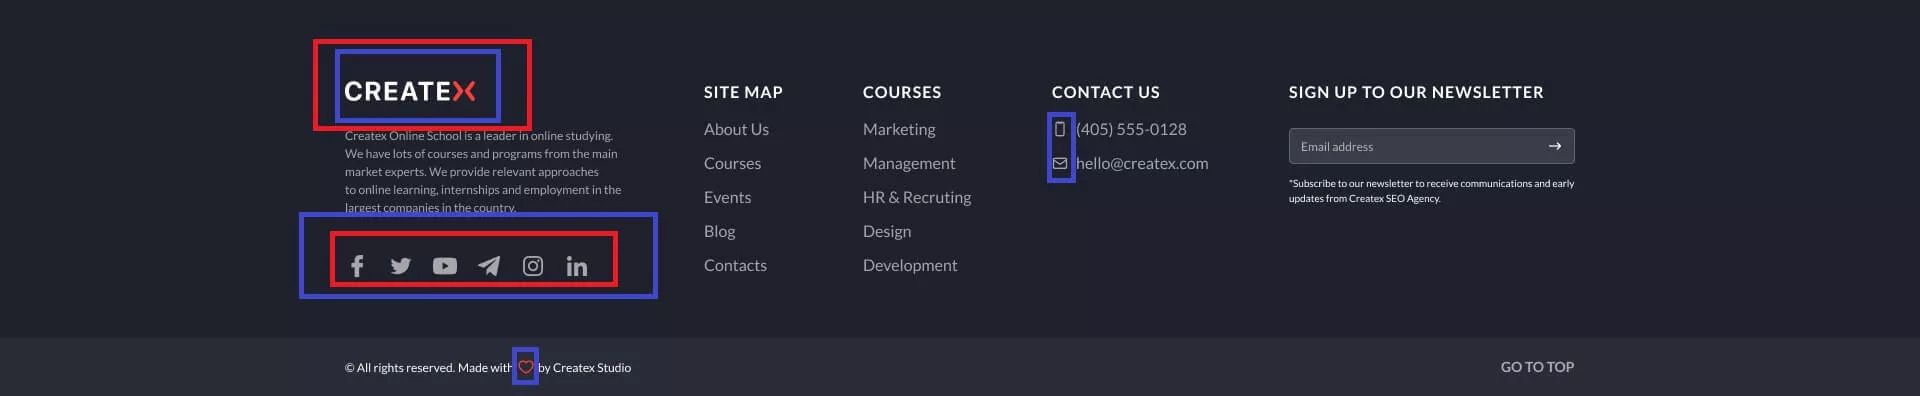 CREATEX
Createx Online School is a leader in online studying.
We have lots of courses and programs from the main
market experts. We provide relevant approaches
to online learning, internships and employment in the
largest companies in the country.
SITE MAP
About Us
Courses
Events
Blog
Contacts
COURSES
Marketing
Management
HR & Recruting
Design
Development
CONTACT US
(405) 555-0128
hello@createx.com
SIGN UP TO OUR NEWSLETTER
Email address
*Subscribe to our newsletter to receive communications and early
updates from Createx SEO Agency.
© All rights reserved. Made with by Createx Studio
GO TO TOP